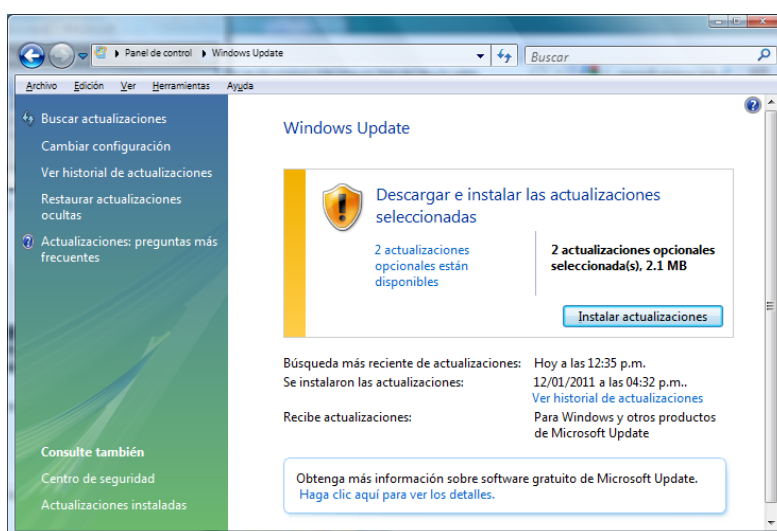 Panel de control
Windows Update
Buscar
Archivo Edición Ver Herramientas Ayuda
Buscar actualizaciones
Cambiar configuración
Ver historial de actualizaciones
Restaurar actualizaciones
ocultas
Actualizaciones: preguntas más
frecuentes
Consulte también
Centro de seguridad
Actualizaciones instaladas
Windows Update
Descargar e instalar las actualizaciones
seleccionadas
2 actualizaciones
opcionales están
disponibles
2 actualizaciones opcionales
seleccionada(s), 2.1 MB
Instalar actualizaciones
Búsqueda más reciente de actualizaciones: Hoy a las 12:35 p.m.
Se instalaron las actualizaciones: 12/01/2011 a las 04:32 p.m..
Ver historial de actualizaciones
Recibe actualizaciones: Para Windows y otros productos
de Microsoft Update
Obtenga más información sobre software gratuito de Microsoft Update.
Haga clic aquí para ver los detalles.